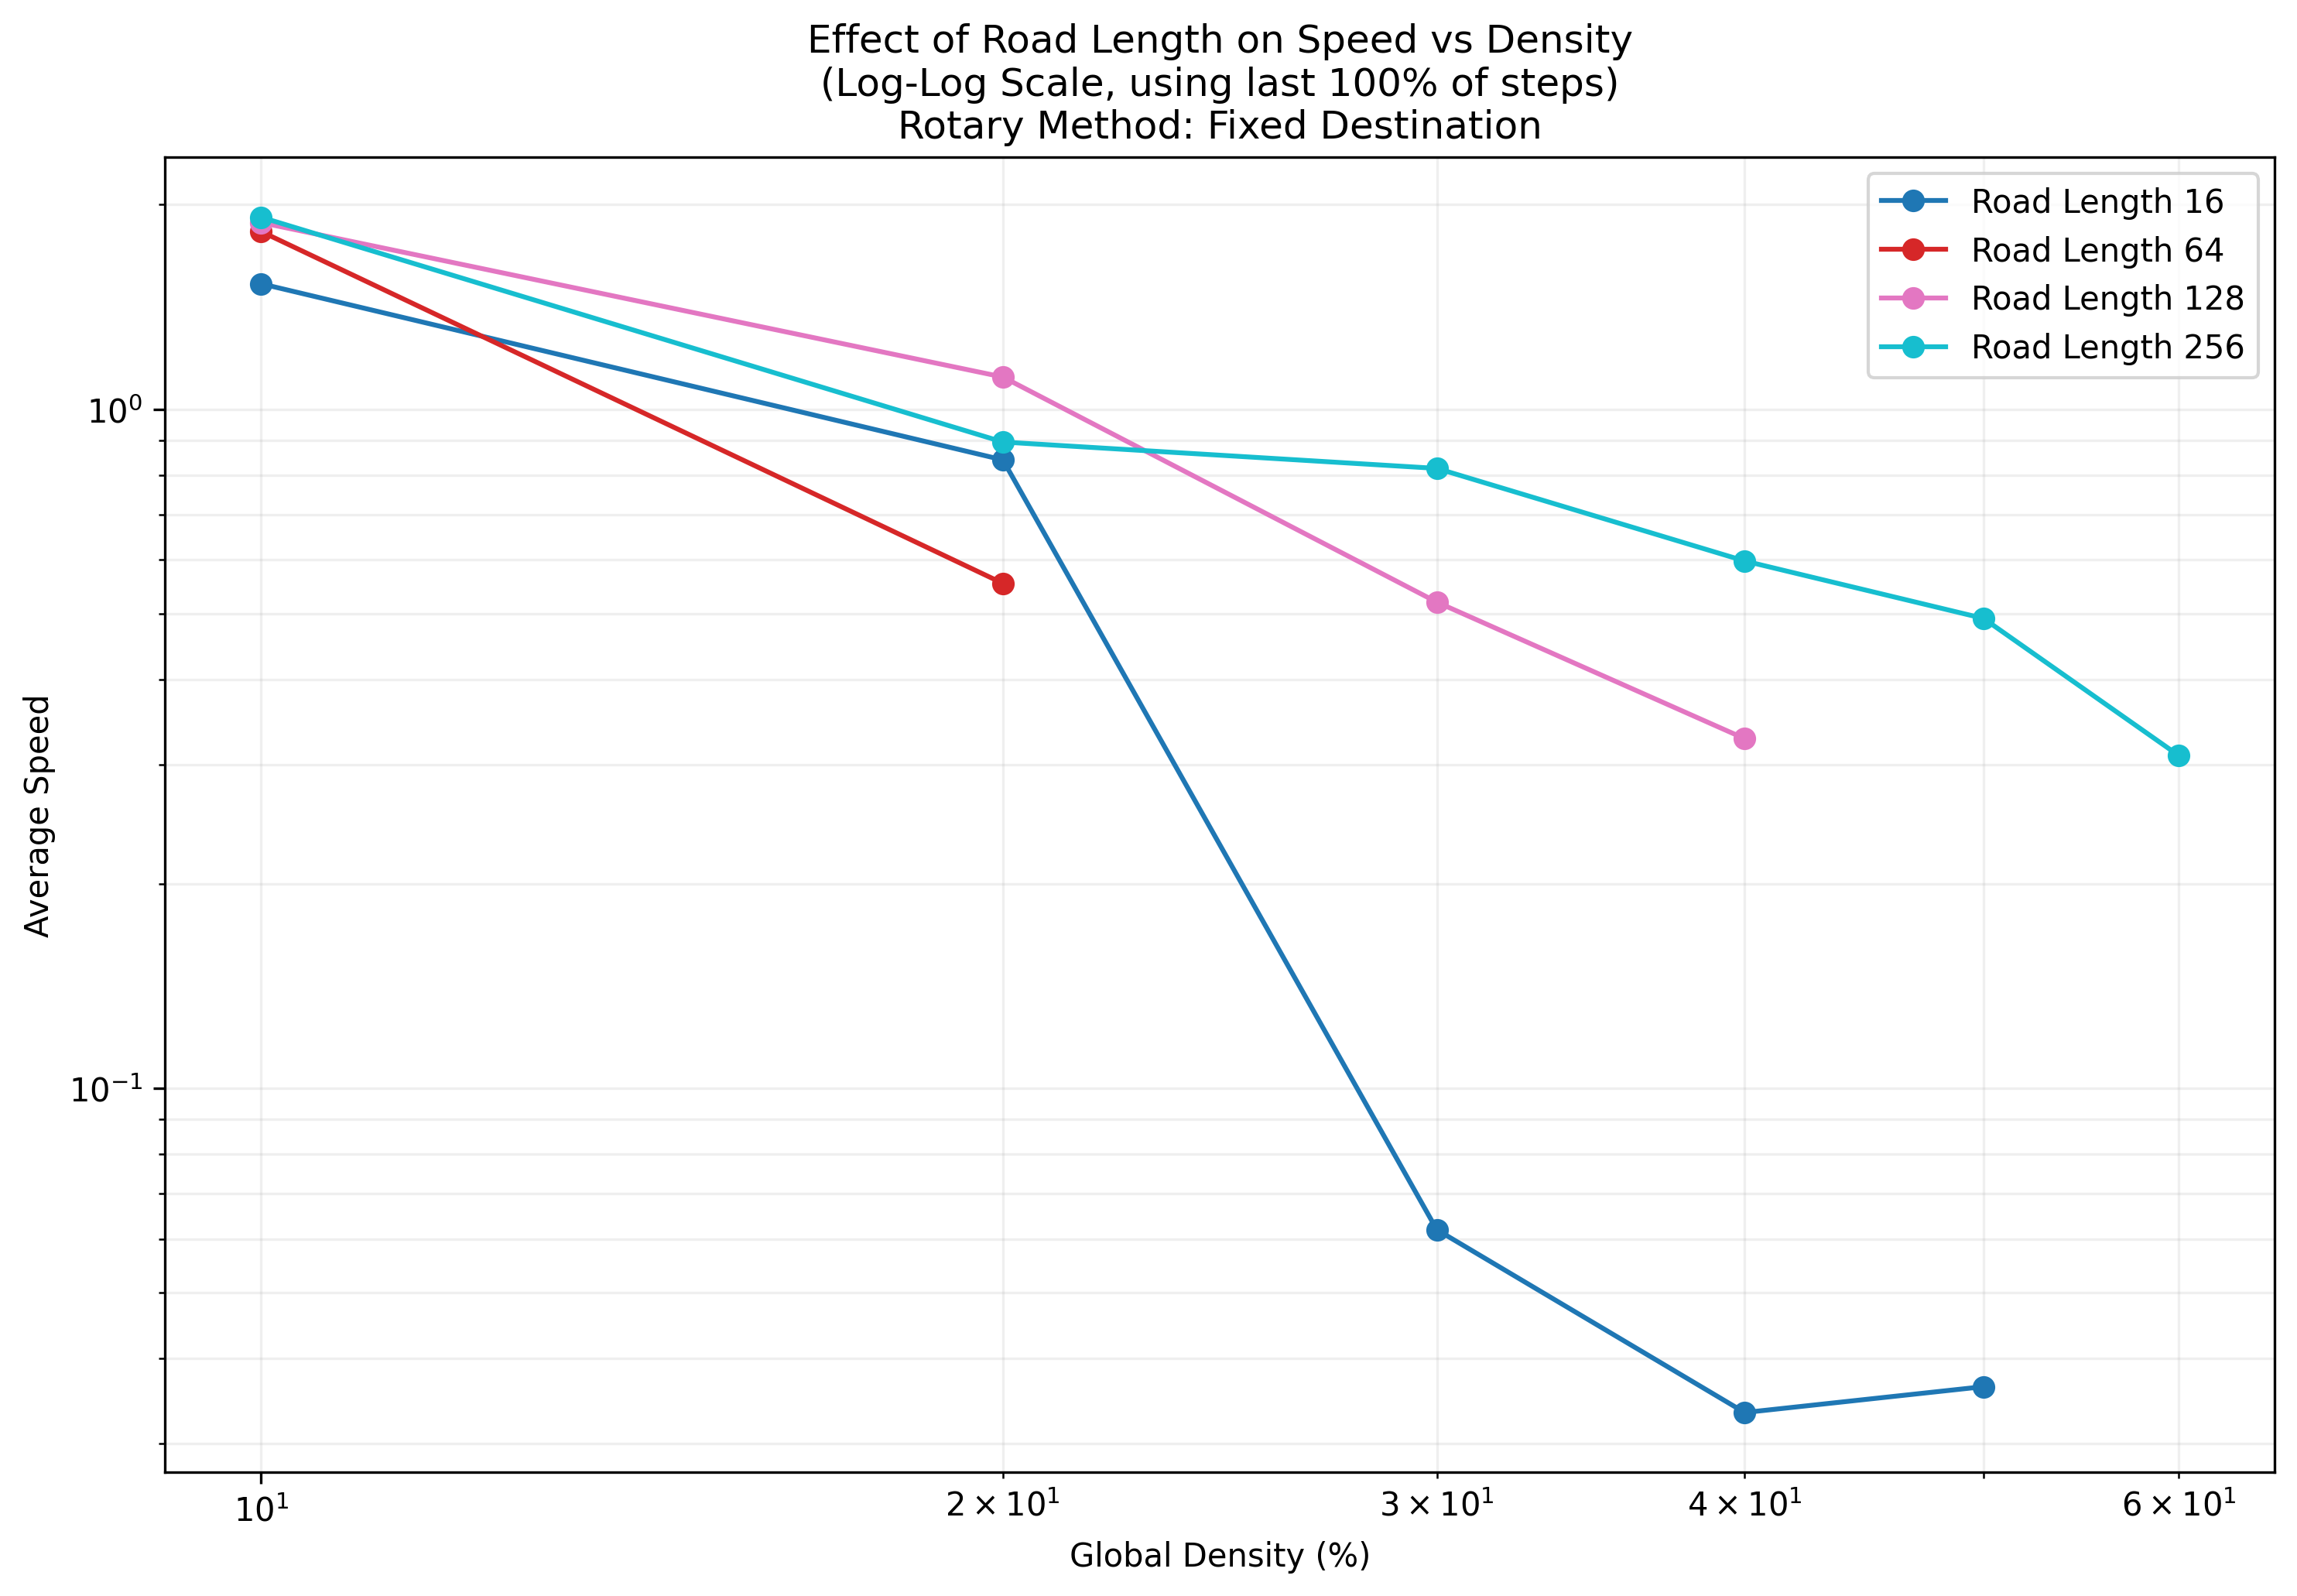 Effect of Road Length on Speed vs Density
(Log-Log Scale, using last 100% of steps)
Rotary Method: Fixed Destination
Road Length 16
Road Length 64
Road Length 128
Road Length 256
10⁰
10⁻¹
Average Speed
10¹
2 × 10¹
3 × 10¹
4 × 10¹
6 × 10¹
Global Density (%)